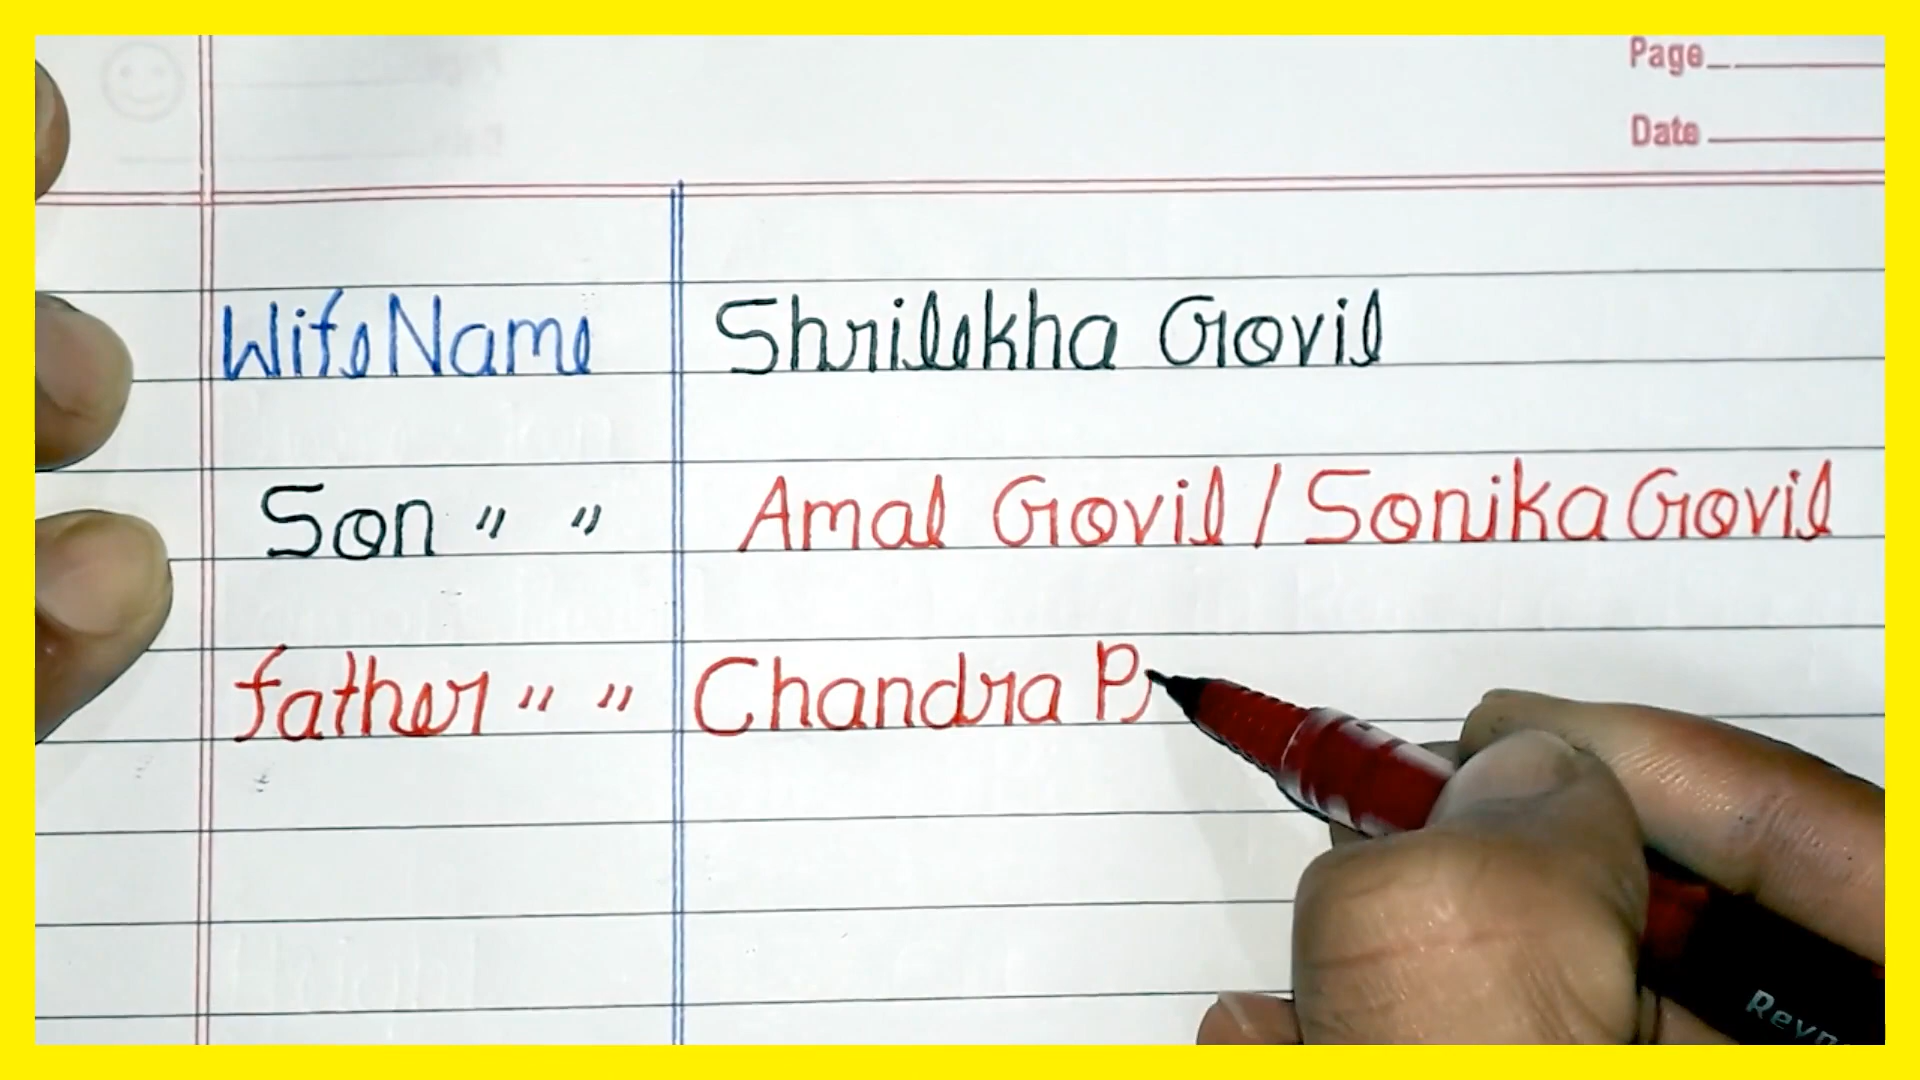 Page
Date
Wife Name Shrilekha Govil
Son " " Amal Govil / Sonika Govil
father " " Chandra P